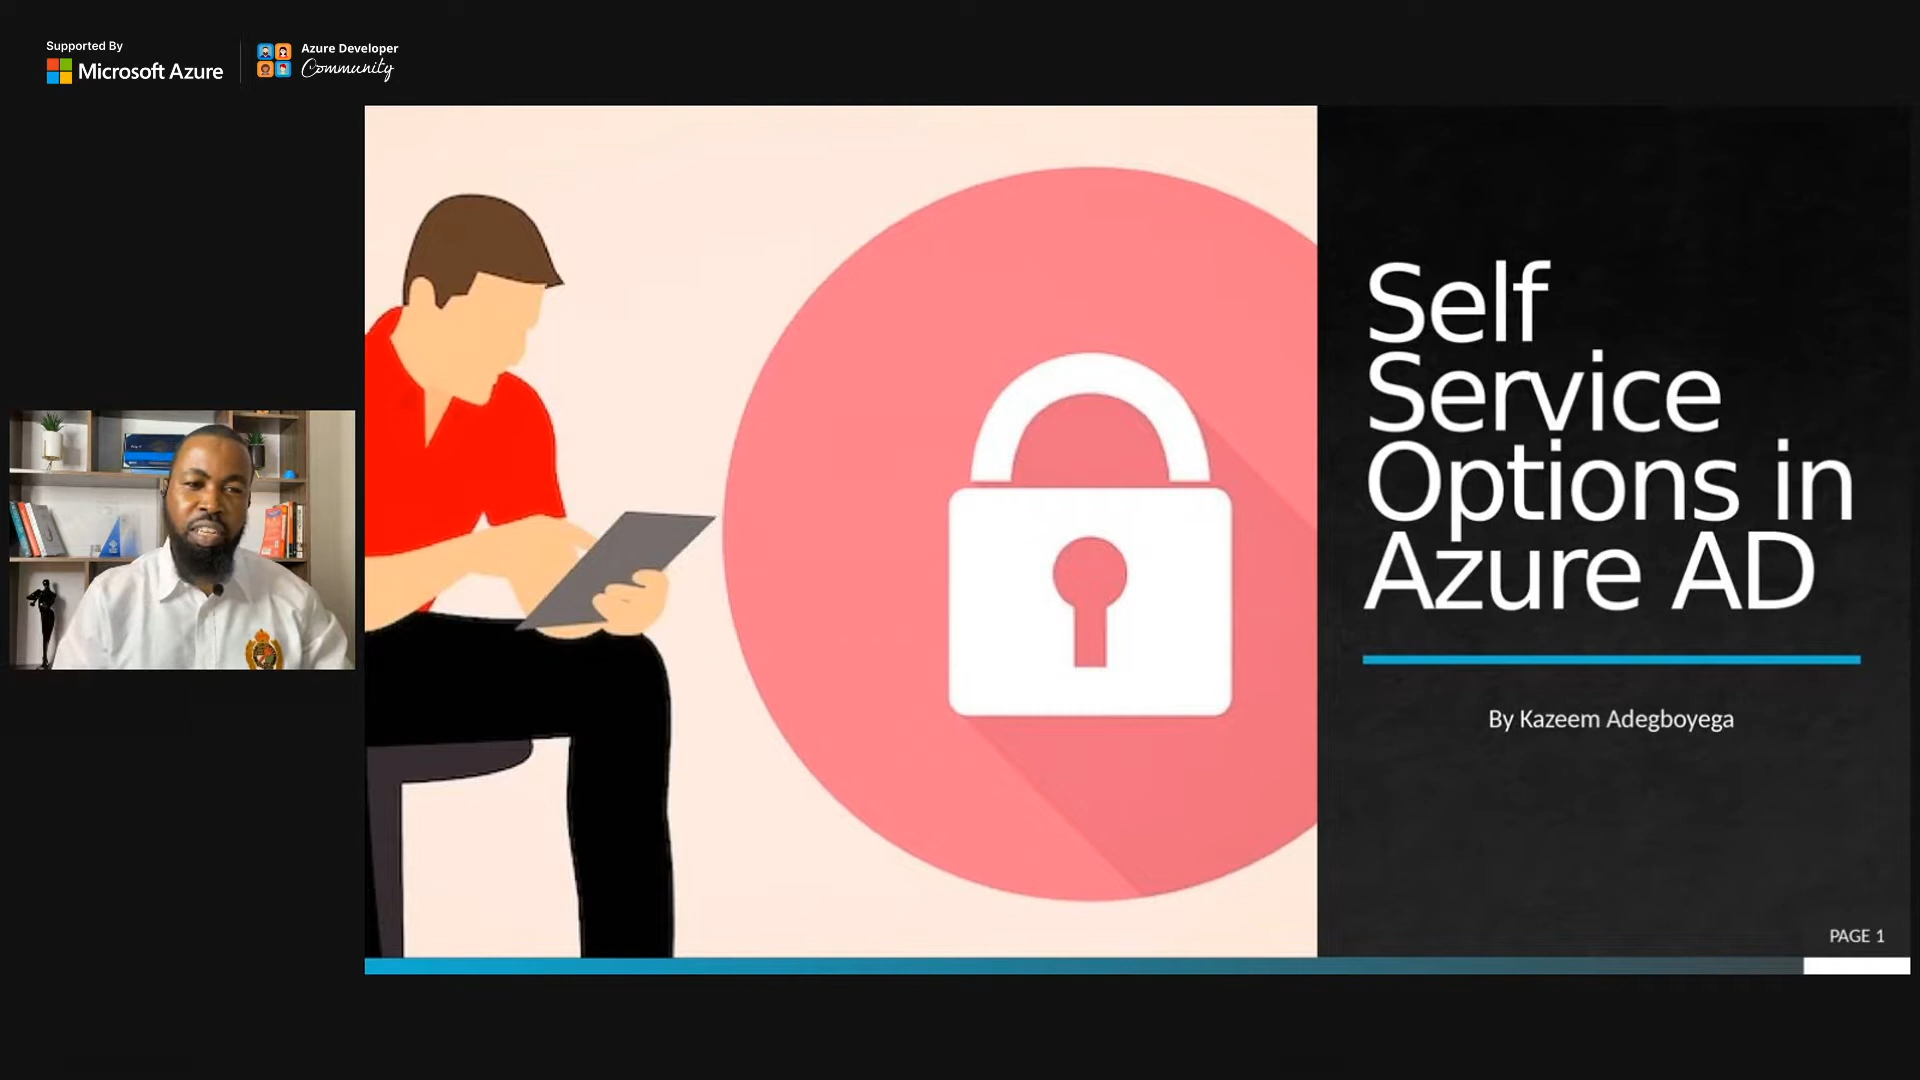 Supported By
Microsoft Azure
Azure Developer
Community
Self
Service
Options in
Azure AD
By Kazeem Adegboyega
PAGE 1